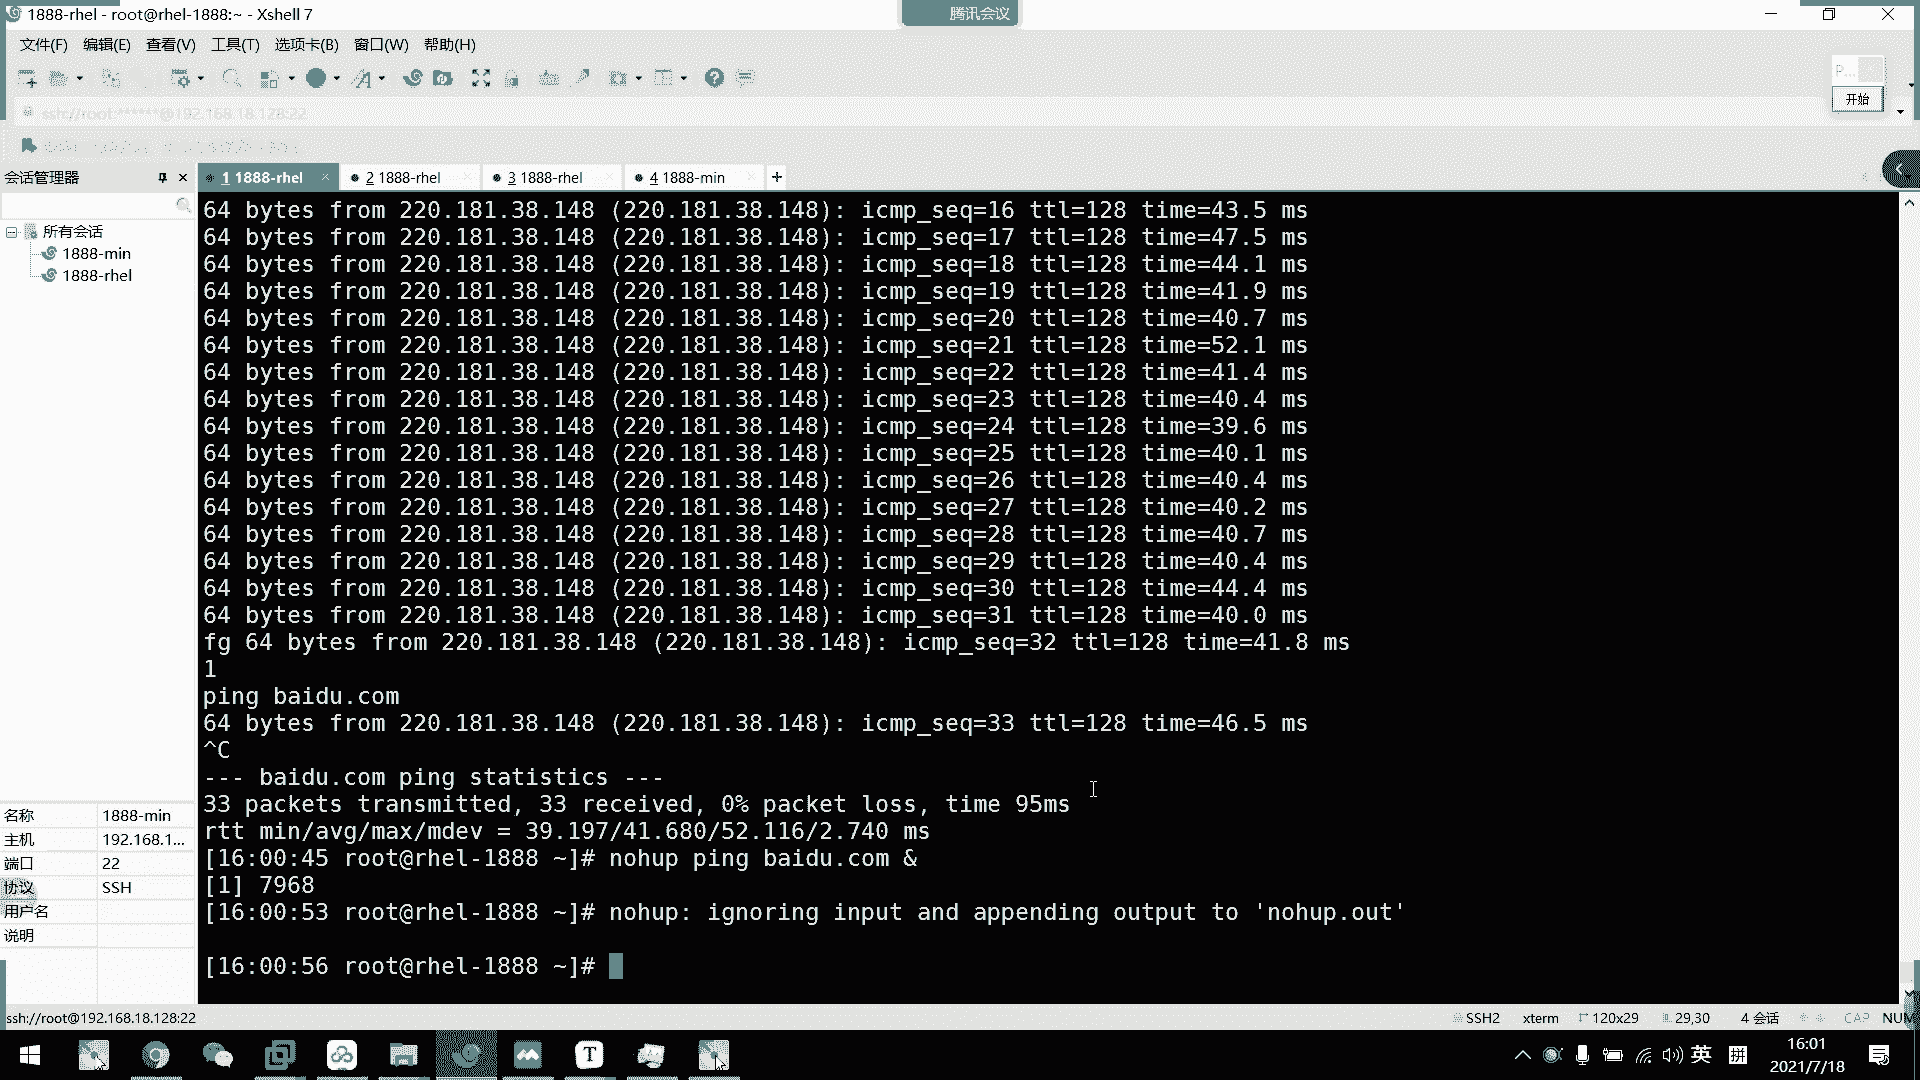 1888-rhel - root@rhel-1888:~ - Xshell 7
腾讯会议
文件(F) 编辑(E) 查看(V) 工具(T) 选项卡(B) 窗口(W) 帮助(H)
P...
开始
ssh://root:******@192.168.18.128:22
会话管理器
1 1888-rhel
2 1888-rhel
3 1888-rhel
4 1888-min
所有会话
1888-min
1888-rhel
64 bytes from 220.181.38.148 (220.181.38.148): icmp_seq=16 ttl=128 time=43.5 ms
64 bytes from 220.181.38.148 (220.181.38.148): icmp_seq=17 ttl=128 time=47.5 ms
64 bytes from 220.181.38.148 (220.181.38.148): icmp_seq=18 ttl=128 time=44.1 ms
64 bytes from 220.181.38.148 (220.181.38.148): icmp_seq=19 ttl=128 time=41.9 ms
64 bytes from 220.181.38.148 (220.181.38.148): icmp_seq=20 ttl=128 time=40.7 ms
64 bytes from 220.181.38.148 (220.181.38.148): icmp_seq=21 ttl=128 time=52.1 ms
64 bytes from 220.181.38.148 (220.181.38.148): icmp_seq=22 ttl=128 time=41.4 ms
64 bytes from 220.181.38.148 (220.181.38.148): icmp_seq=23 ttl=128 time=40.4 ms
64 bytes from 220.181.38.148 (220.181.38.148): icmp_seq=24 ttl=128 time=39.6 ms
64 bytes from 220.181.38.148 (220.181.38.148): icmp_seq=25 ttl=128 time=40.1 ms
64 bytes from 220.181.38.148 (220.181.38.148): icmp_seq=26 ttl=128 time=40.4 ms
64 bytes from 220.181.38.148 (220.181.38.148): icmp_seq=27 ttl=128 time=40.2 ms
64 bytes from 220.181.38.148 (220.181.38.148): icmp_seq=28 ttl=128 time=40.7 ms
64 bytes from 220.181.38.148 (220.181.38.148): icmp_seq=29 ttl=128 time=40.4 ms
64 bytes from 220.181.38.148 (220.181.38.148): icmp_seq=30 ttl=128 time=44.4 ms
64 bytes from 220.181.38.148 (220.181.38.148): icmp_seq=31 ttl=128 time=40.0 ms
fg 64 bytes from 220.181.38.148 (220.181.38.148): icmp_seq=32 ttl=128 time=41.8 ms
1
ping baidu.com
64 bytes from 220.181.38.148 (220.181.38.148): icmp_seq=33 ttl=128 time=46.5 ms
^C
--- baidu.com ping statistics ---
33 packets transmitted, 33 received, 0% packet loss, time 95ms
rtt min/avg/max/mdev = 39.197/41.680/52.116/2.740 ms
[16:00:45 root@rhel-1888 ~]# nohup ping baidu.com &
[1] 7968
[16:00:53 root@rhel-1888 ~]# nohup: ignoring input and appending output to 'nohup.out'
[16:00:56 root@rhel-1888 ~]#
名称 1888-min
主机 192.168.1...
端口 22
协议 SSH
用户名
说明
ssh://root@192.168.18.128:22
SSH2 xterm 120x29 29,30 4 会话 CAP NUM
T
英
拼
16:01
2021/7/18